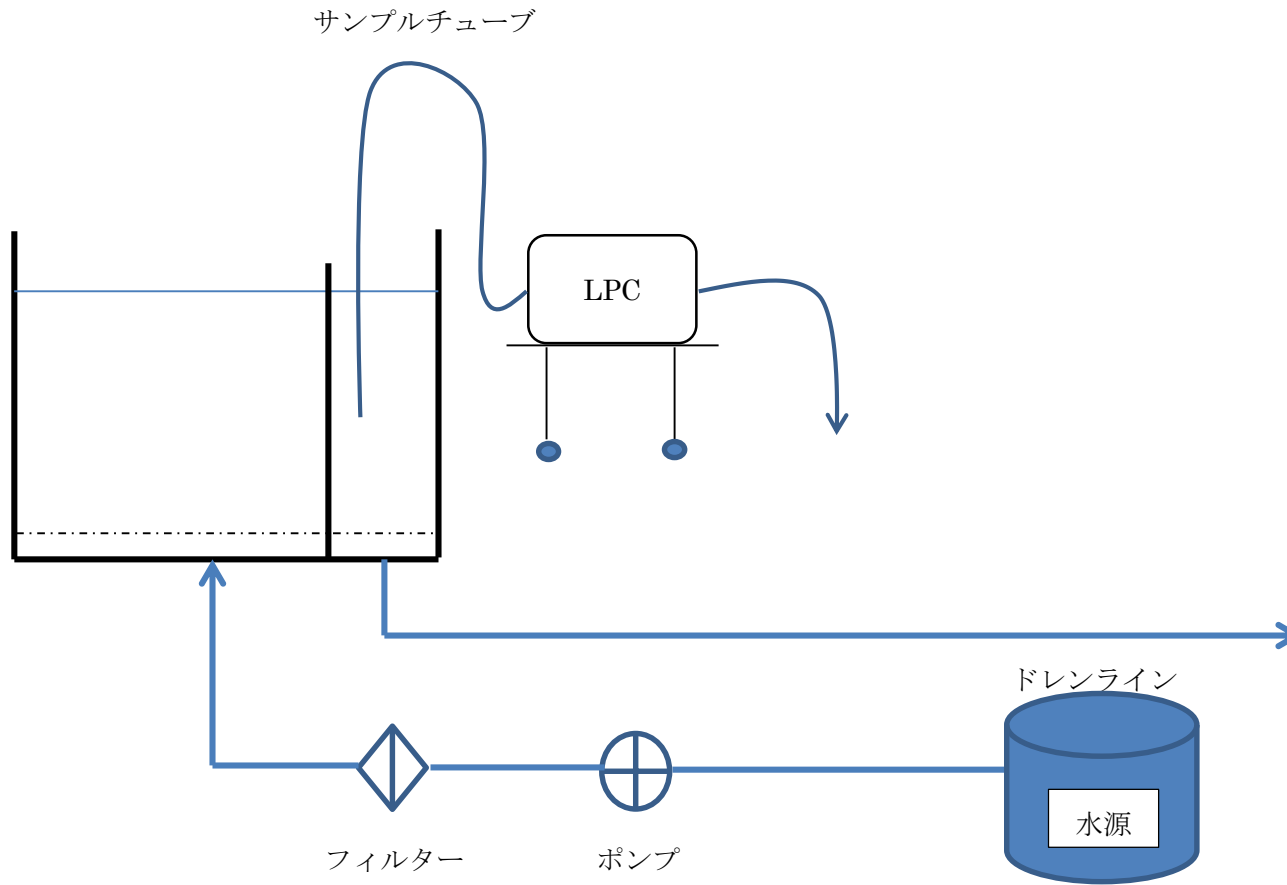 サンプルチューブ
LPC
ドレンライン
水源
フィルター
ポンプ